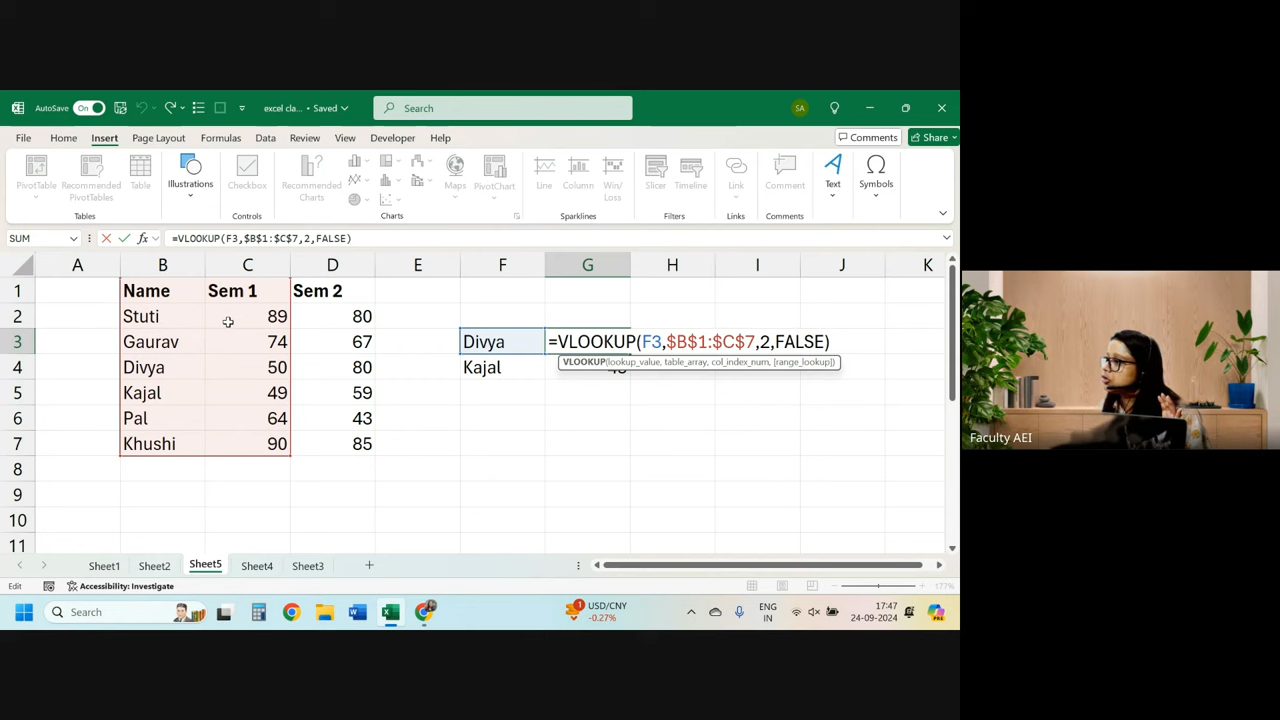 AutoSave On excel cla... • Saved Search SA
File Home Insert Page Layout Formulas Data Review View Developer Help Comments Share
PivotTable Recommended PivotTables Table Illustrations Checkbox Recommended Charts Maps PivotChart Line Column Win/Loss Slicer Timeline Link Comment Text Symbols
Tables Controls Charts Sparklines Filters Links Comments
SUM fx =VLOOKUP(F3,$B$1:$C$7,2,FALSE)
A B C D E F G H I J K
1 Name Sem 1 Sem 2
2 Stuti 89 80
3 Gaurav 74 67 Divya =VLOOKUP(F3,$B$1:$C$7,2,FALSE)
VLOOKUP(lookup_value, table_array, col_index_num, [range_lookup])
4 Divya 50 80 Kajal
5 Kajal 49 59
6 Pal 64 43
7 Khushi 90 85
8
9
10
11
Sheet1 Sheet2 Sheet5 Sheet4 Sheet3
Edit Accessibility: Investigate 177%
Search 1 USD/CNY -0.27% ENG IN 17:47 24-09-2024
Faculty AEI